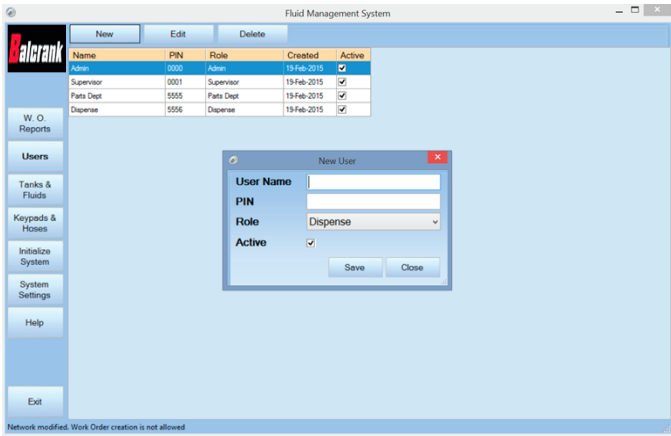 Fluid Management System
Balcrank
New Edit Delete
Name PIN Role Created Active
Admin 0000 Admin 19-Feb-2015
Supervisor 0001 Supervisor 19-Feb-2015
Parts Dept 5555 Parts Dept 19-Feb-2015
Dispense 5556 Dispense 19-Feb-2015
W. O.
Reports
Users
Tanks &
Fluids
Keypads &
Hoses
Initialize
System
System
Settings
Help
Exit
New User
User Name
PIN
Role Dispense
Active
Save Close
Network modified. Work Order creation is not allowed